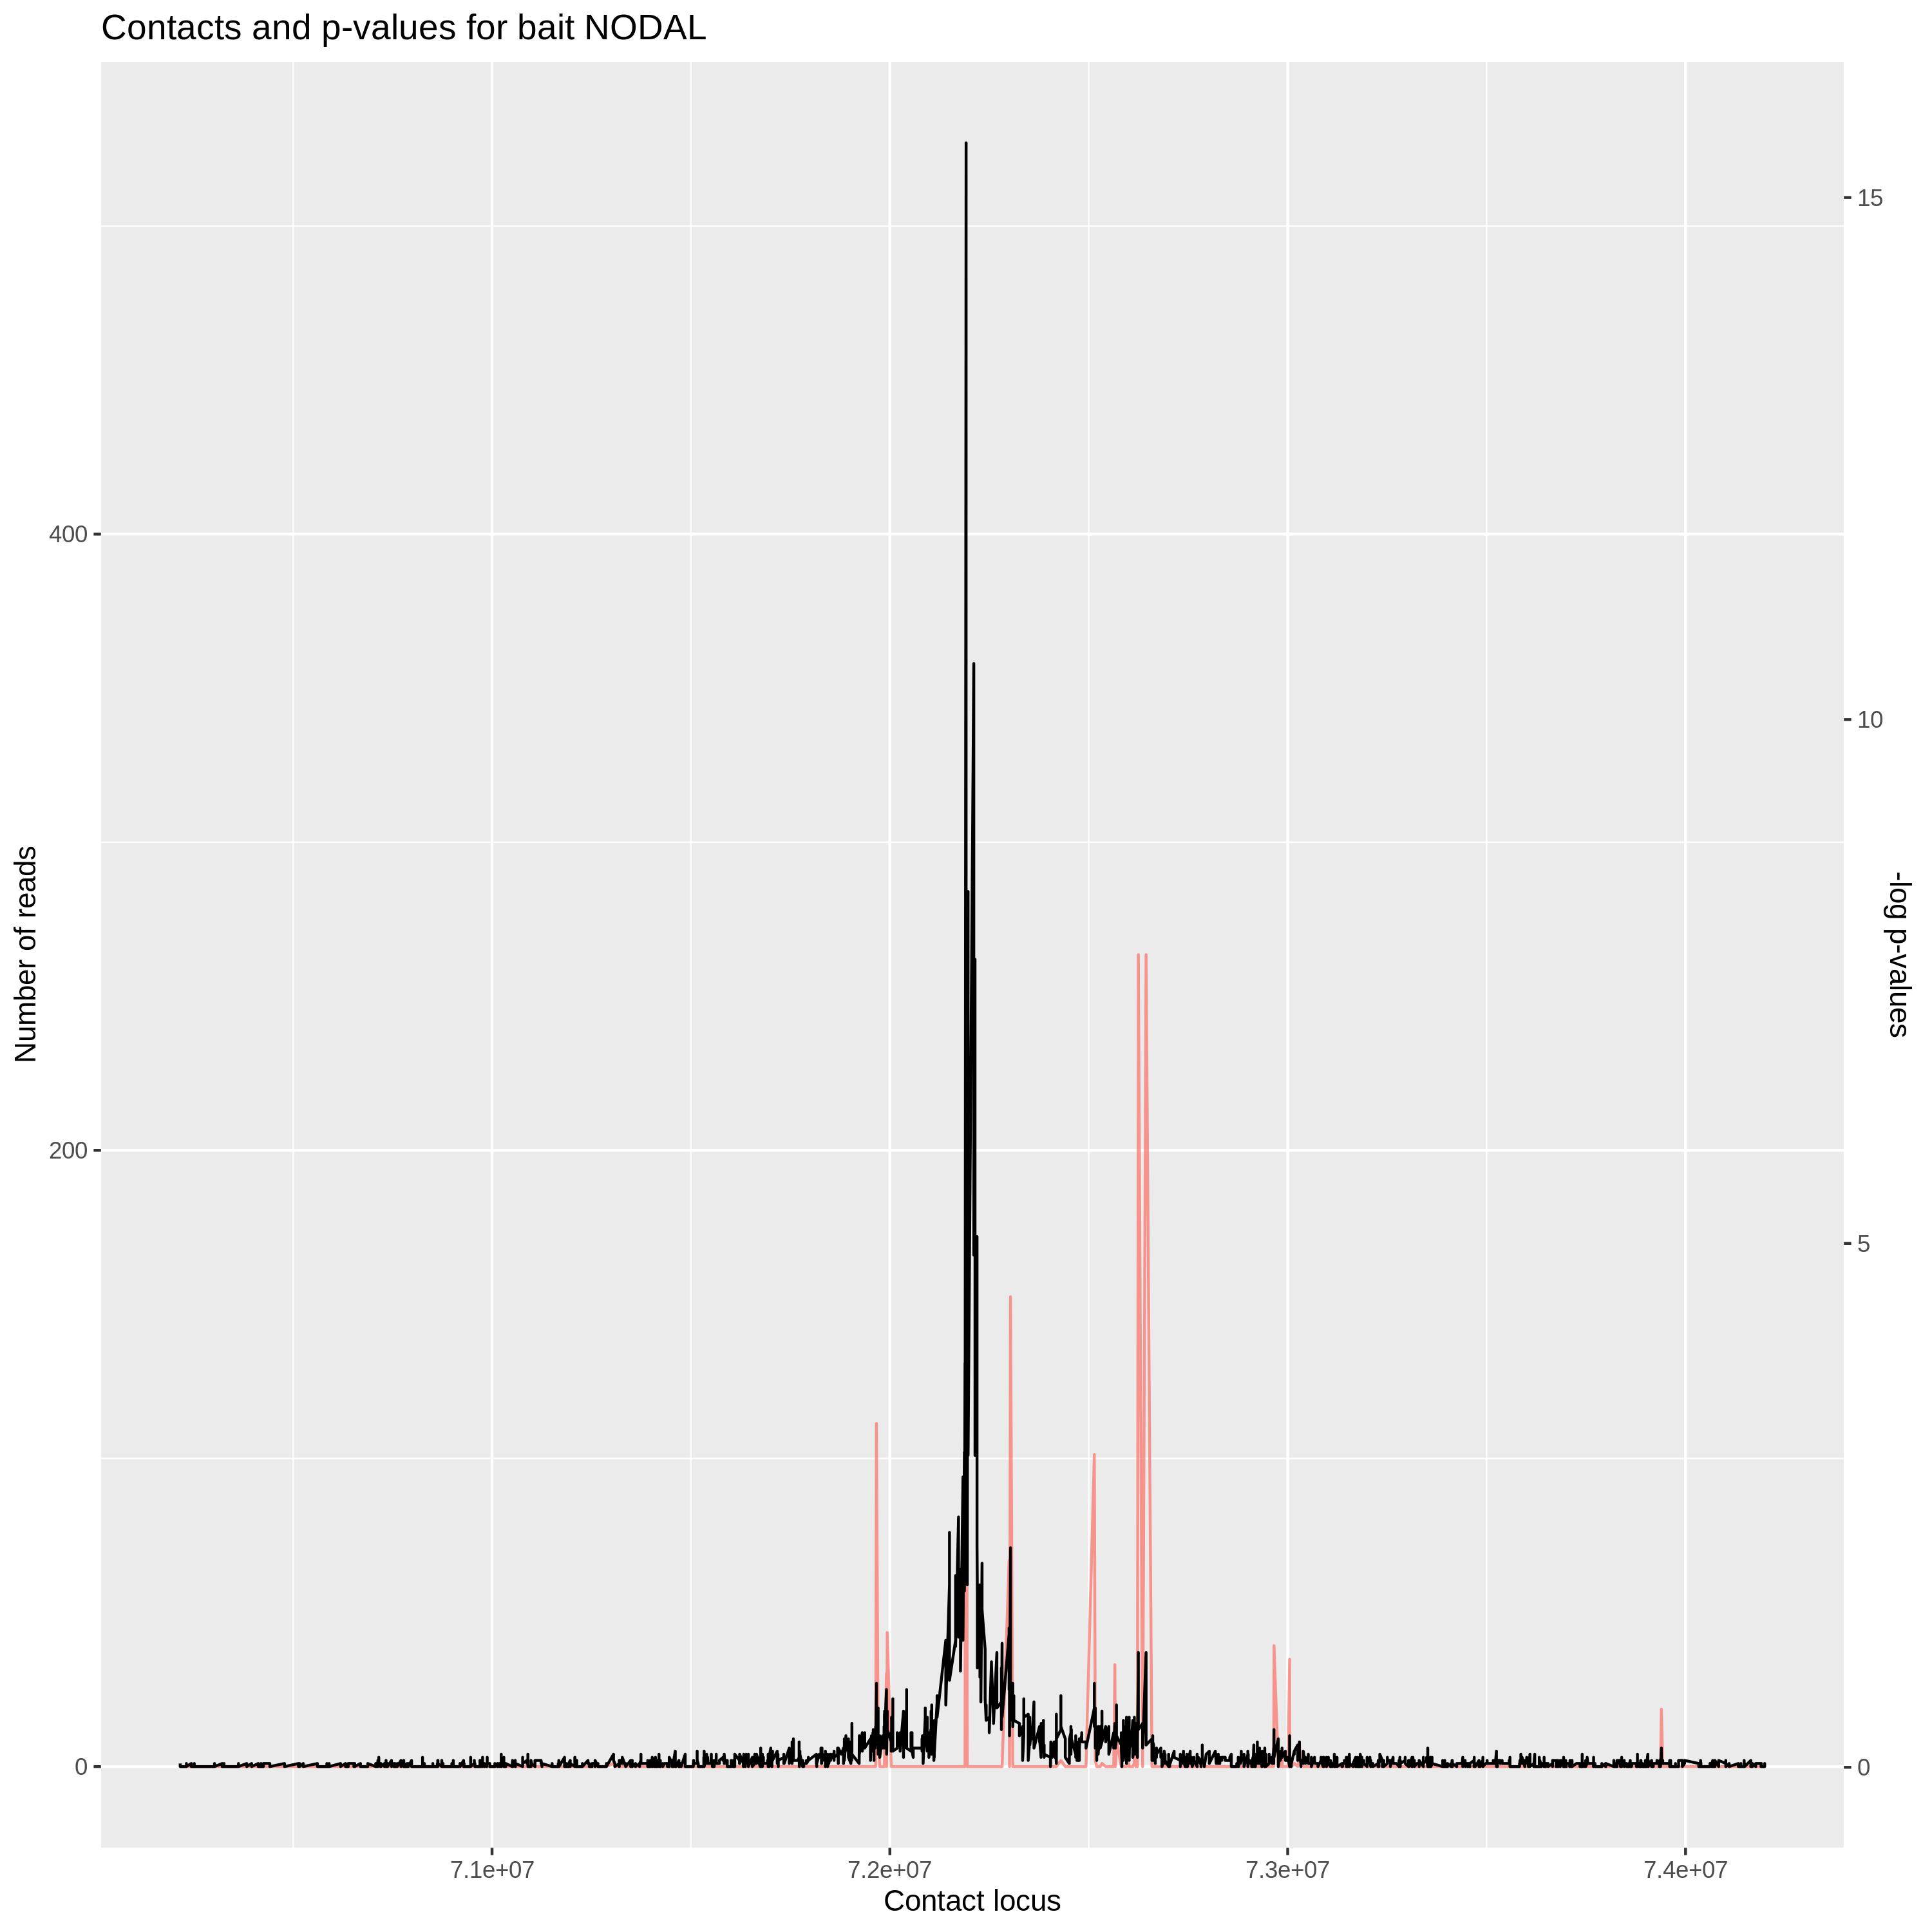 Contacts and p-values for bait NODAL
15
400
10
Number of reads
-log p-values
200
5
0
0
7.1e+07
7.2e+07
7.3e+07
7.4e+07
Contact locus